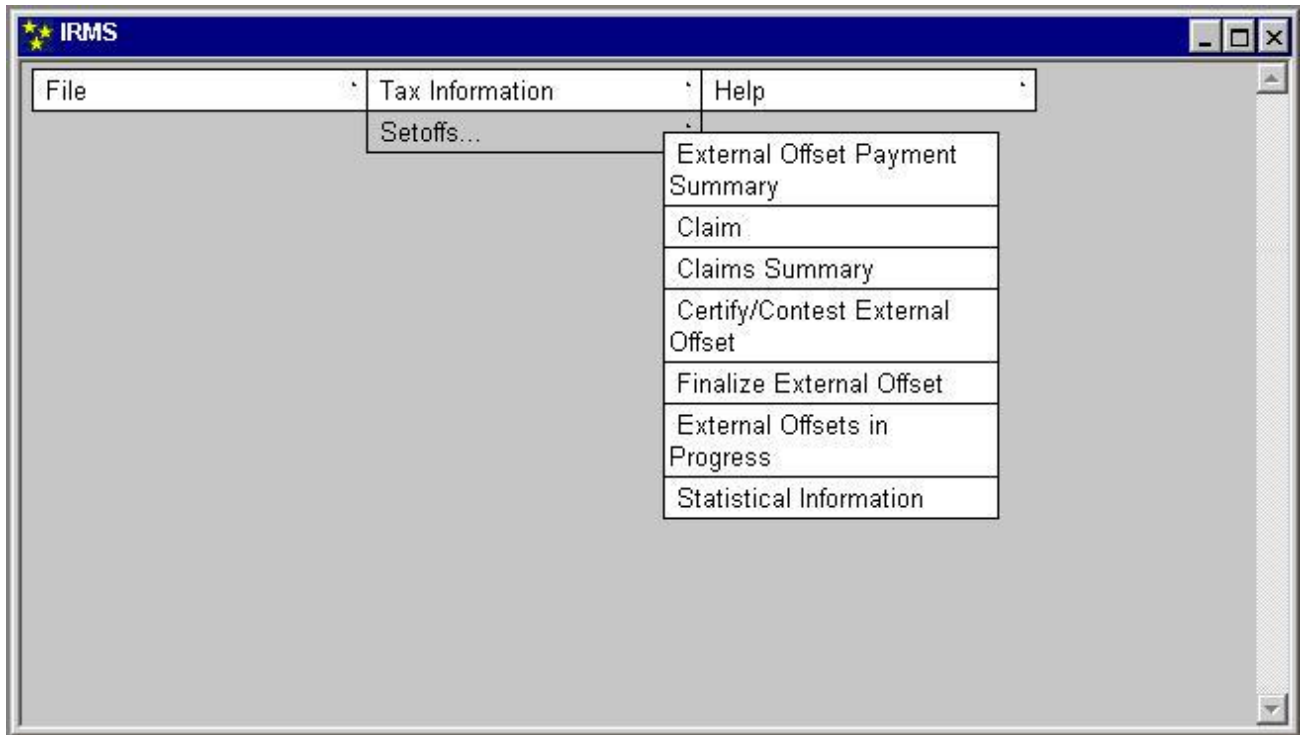 IRMS
File
Tax Information
Help
Setoffs...
External Offset Payment
Summary
Claim
Claims Summary
Certify/Contest External
Offset
Finalize External Offset
External Offsets in
Progress
Statistical Information